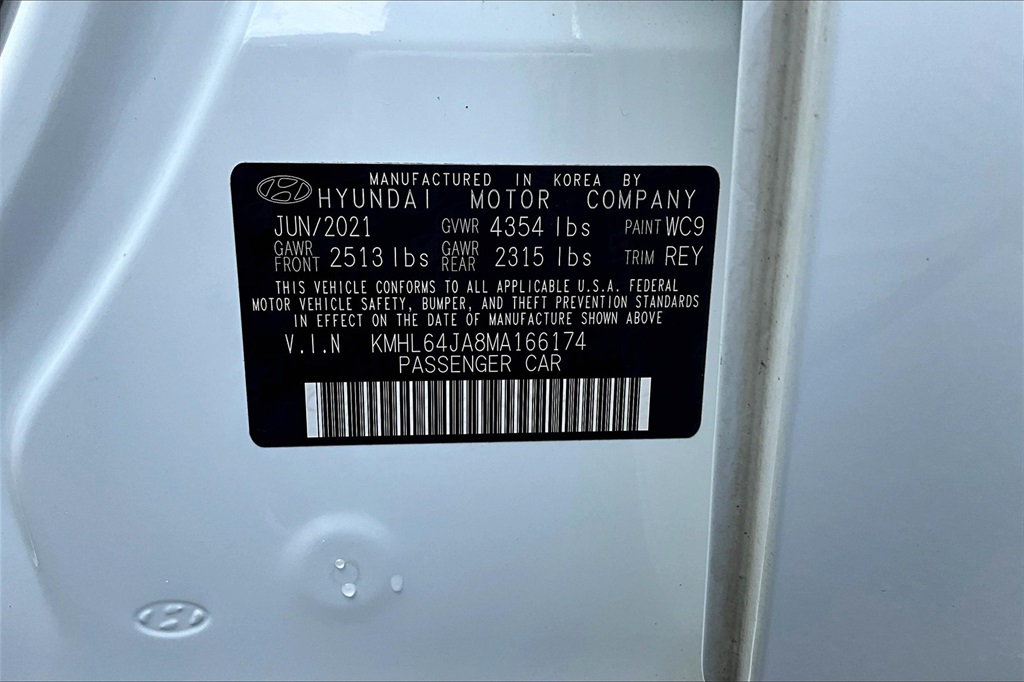 MANUFACTURED IN KOREA BY
HYUNDAI MOTOR COMPANY
JUN/2021 GVWR 4354 lbs PAINT WC9
GAWR FRONT 2513 lbs GAWR REAR 2315 lbs TRIM REY
THIS VEHICLE CONFORMS TO ALL APPLICABLE U.S.A. FEDERAL
MOTOR VEHICLE SAFETY, BUMPER, AND THEFT PREVENTION STANDARDS
IN EFFECT ON THE DATE OF MANUFACTURE SHOWN ABOVE
V.I.N KMHL64JA8MA166174
PASSENGER CAR